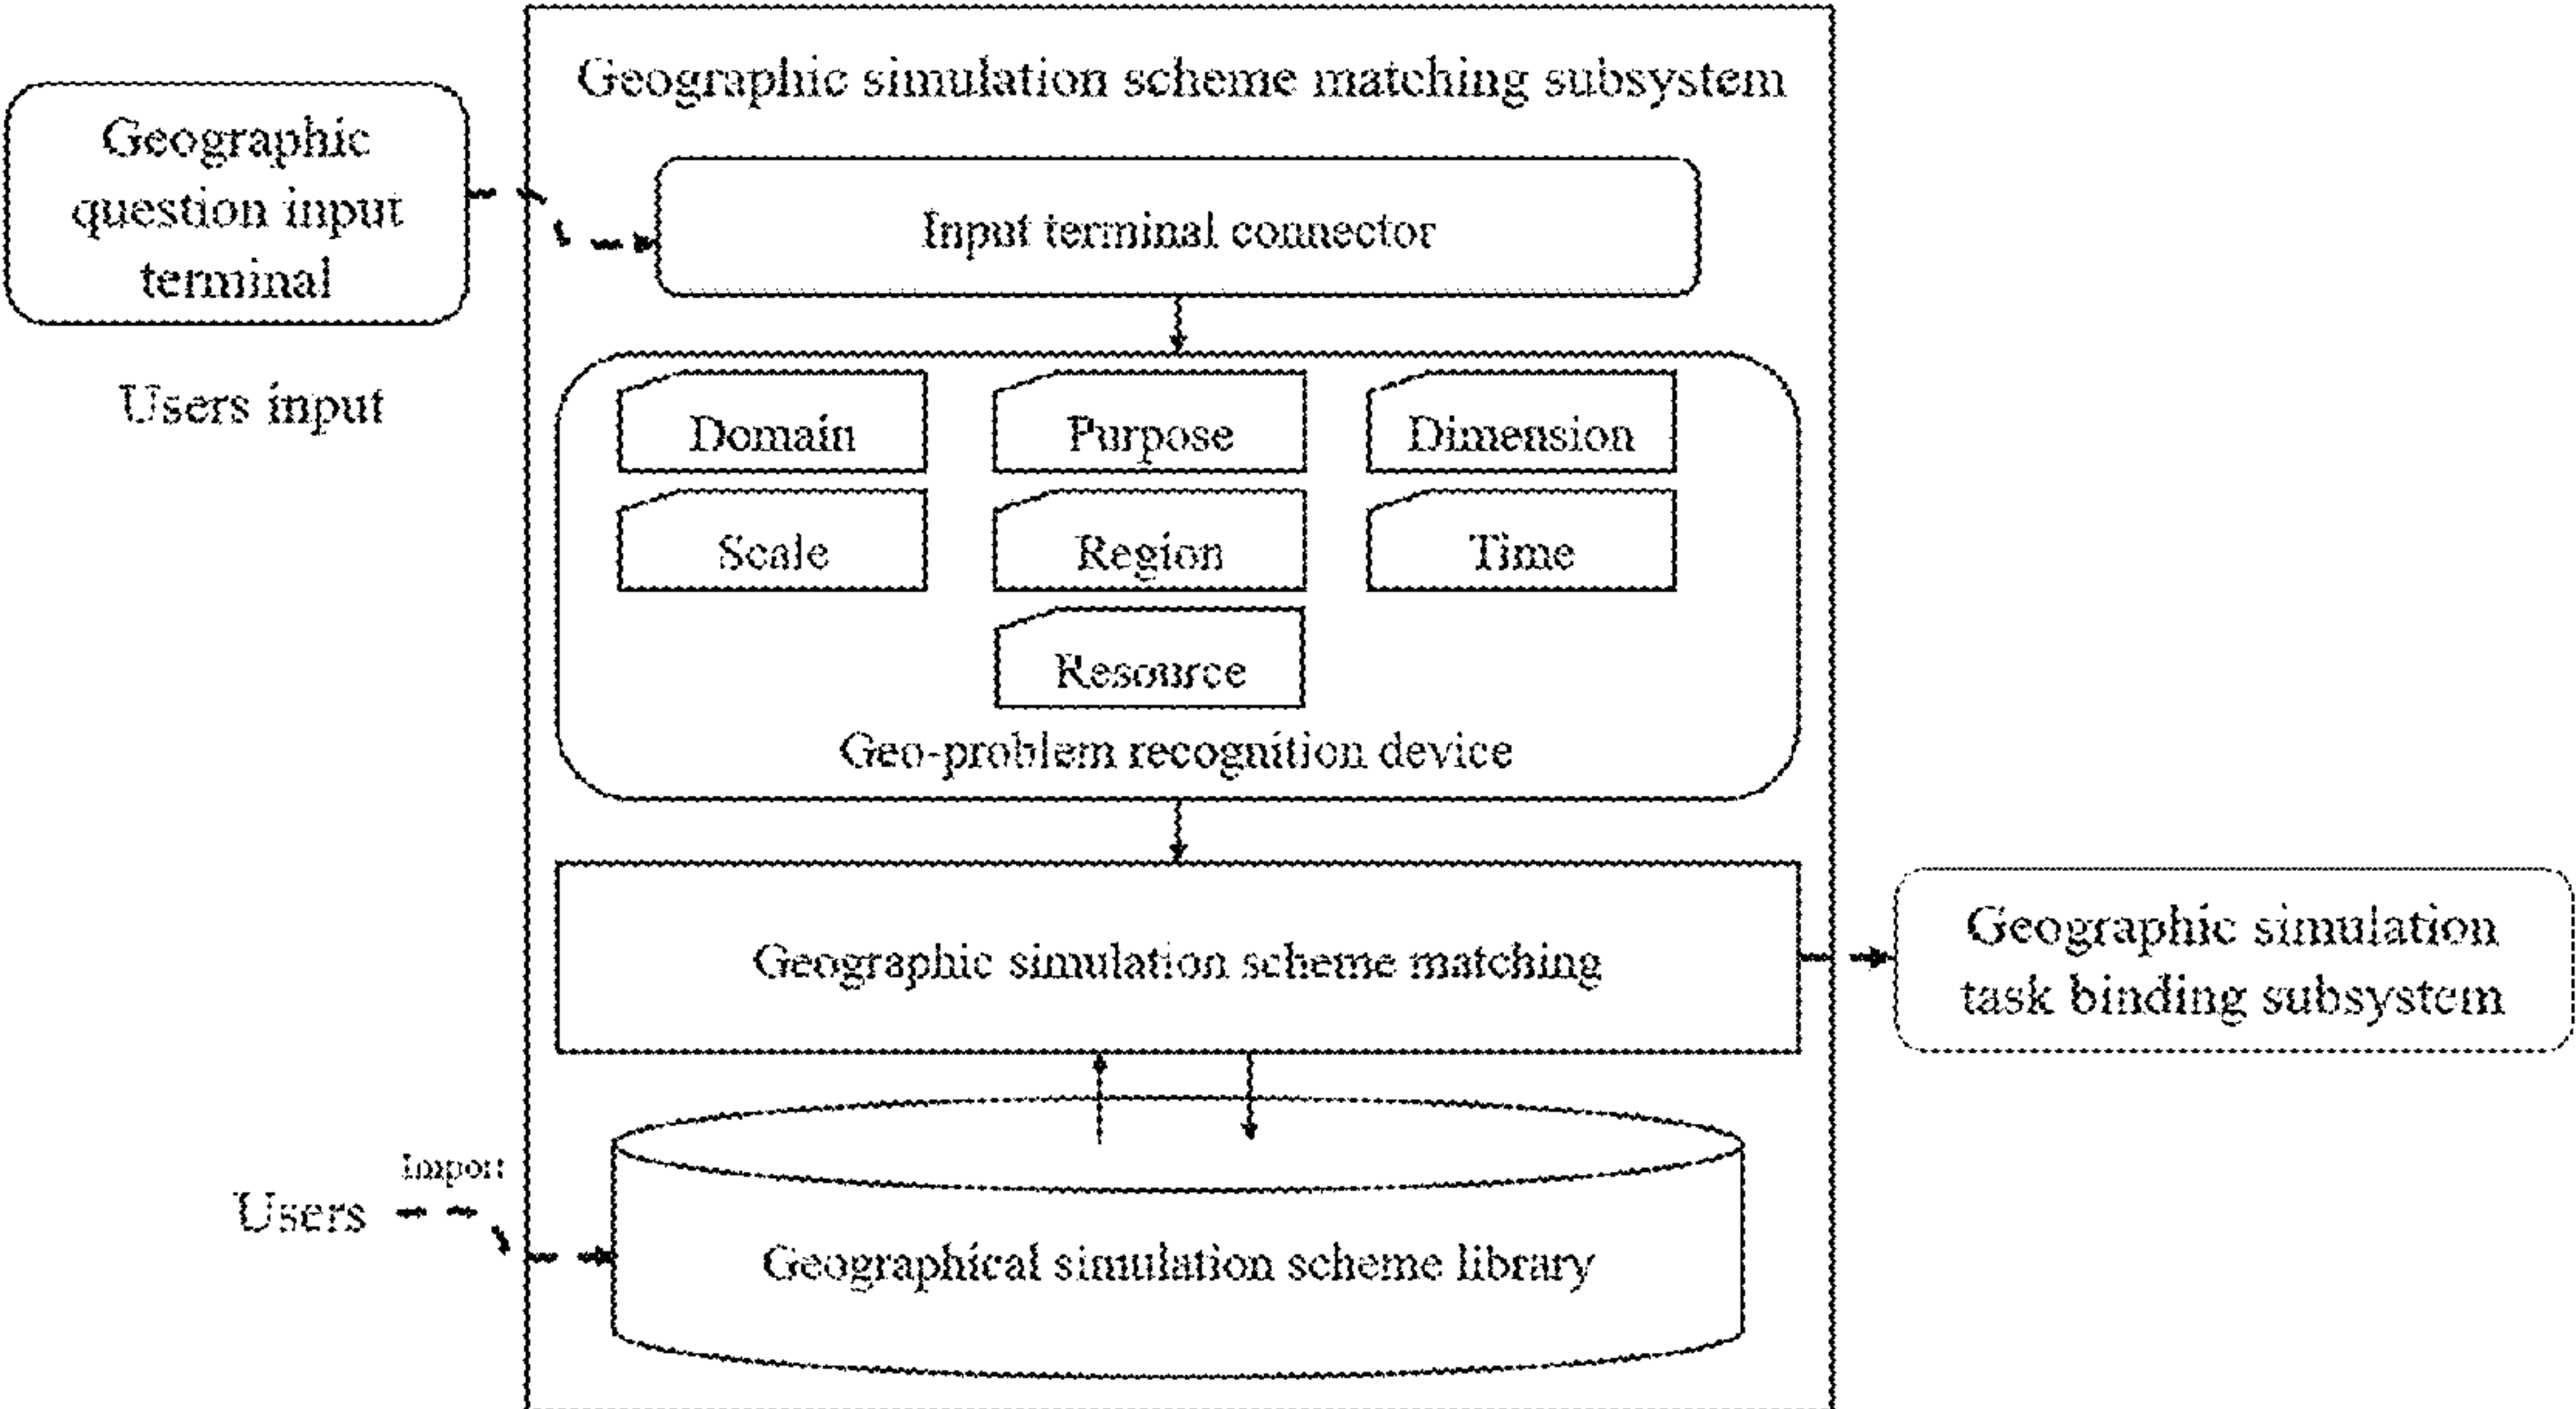 Geographic simulation scheme matching subsystem
Geographic
question input
terminal
Users input
Input terminal connector
Domain
Purpose
Dimension
Scale
Region
Time
Resource
Geo-problem recognition device
Geographic simulation scheme matching
Geographic simulation
task binding subsystem
Import
Users
Geographical simulation scheme library